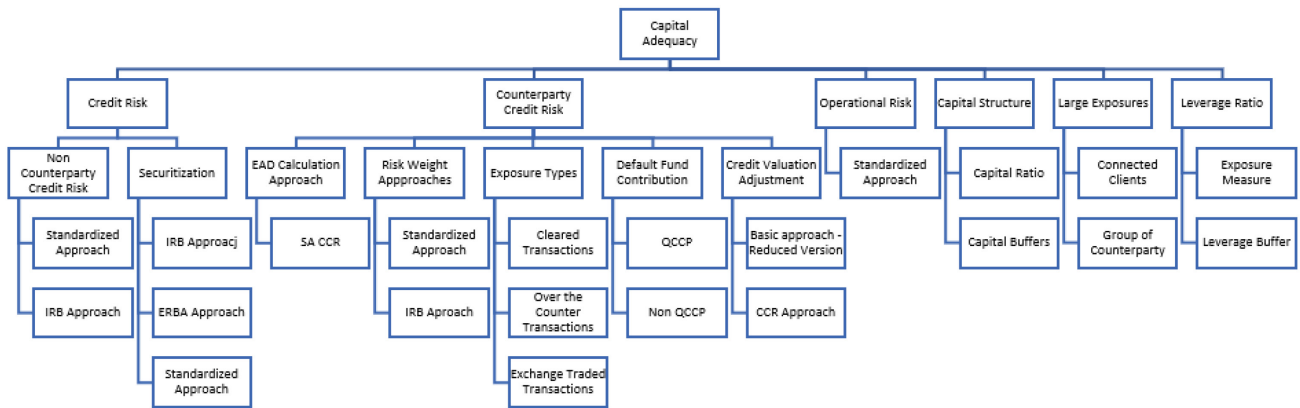 Capital
Adequacy
Credit Risk
Counterparty
Credit Risk
Operational Risk
Capital Structure
Large Exposures
Leverage Ratio
Non
Counterparty
Credit Risk
Securitization
EAD Calculation
Approach
Risk Weight
Appproaches
Exposure Types
Default Fund
Contribution
Credit Valuation
Adjustment
Standardized
Approach
Capital Ratio
Connected
Clients
Exposure
Measure
Standardized
Approach
IRB Approacj
SA CCR
Standardized
Approach
Cleared
Transactions
QCCP
Basic approach -
Reduced Version
Capital Buffers
Group of
Counterparty
Leverage Buffer
IRB Approach
ERBA Approach
IRB Aproach
Over the
Counter
Transactions
Non QCCP
CCR Approach
Standardized
Approach
Exchange Traded
Transactions